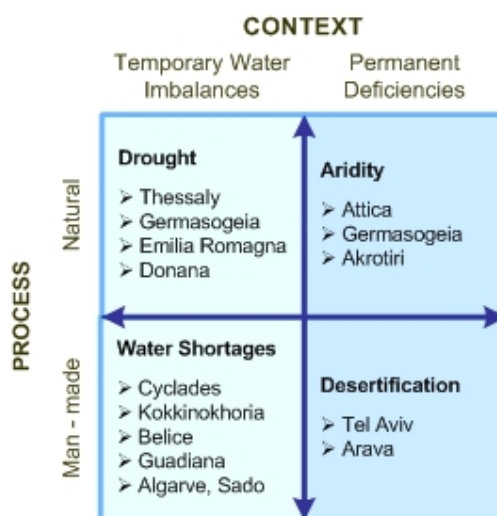 CONTEXT
Temporary Water
Imbalances
Permanent
Deficiencies
PROCESS
Natural
Drought
➢ Thessaly
➢ Germasogeia
➢ Emilia Romagna
➢ Donana
Aridity
➢ Attica
➢ Germasogeia
➢ Akrotiri
Man - made
Water Shortages
➢ Cyclades
➢ Kokkinokhoria
➢ Belice
➢ Guadiana
➢ Algarve, Sado
Desertification
➢ Tel Aviv
➢ Arava